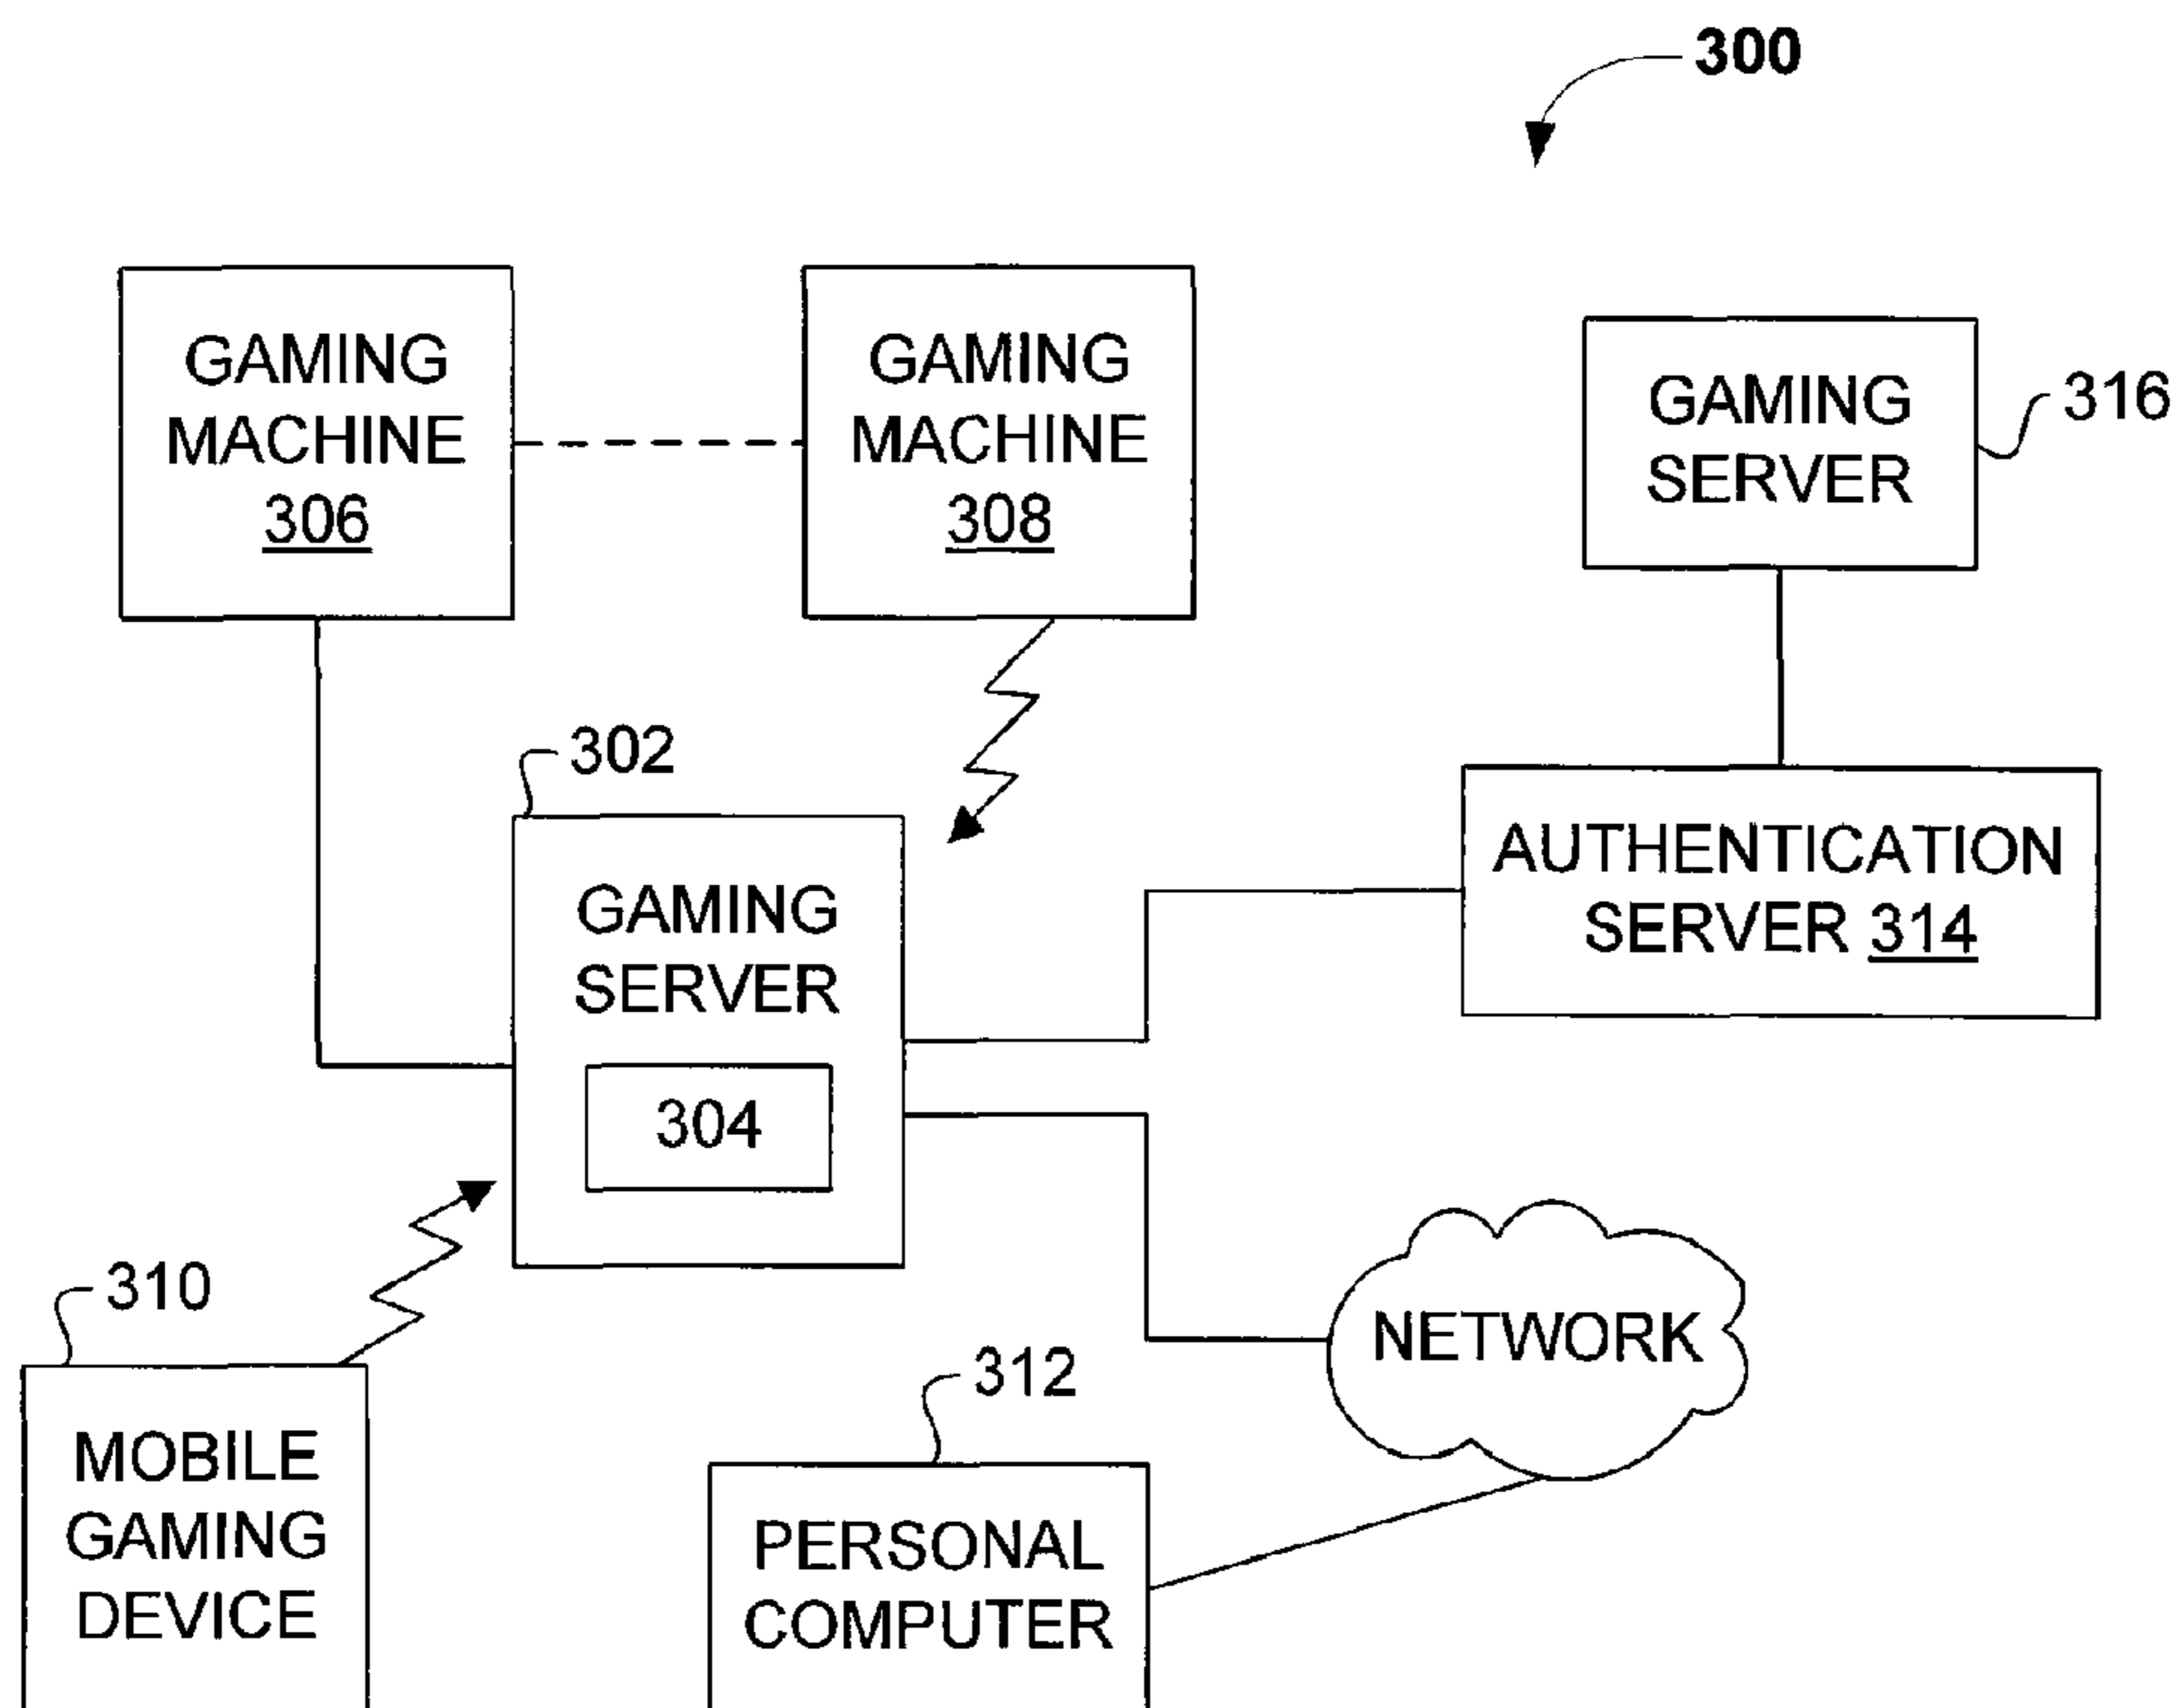 300
GAMING
MACHINE
306
GAMING
MACHINE
308
GAMING
SERVER
316
302
GAMING
SERVER
304
AUTHENTICATION
SERVER 314
310
MOBILE
GAMING
DEVICE
312
PERSONAL
COMPUTER
NETWORK